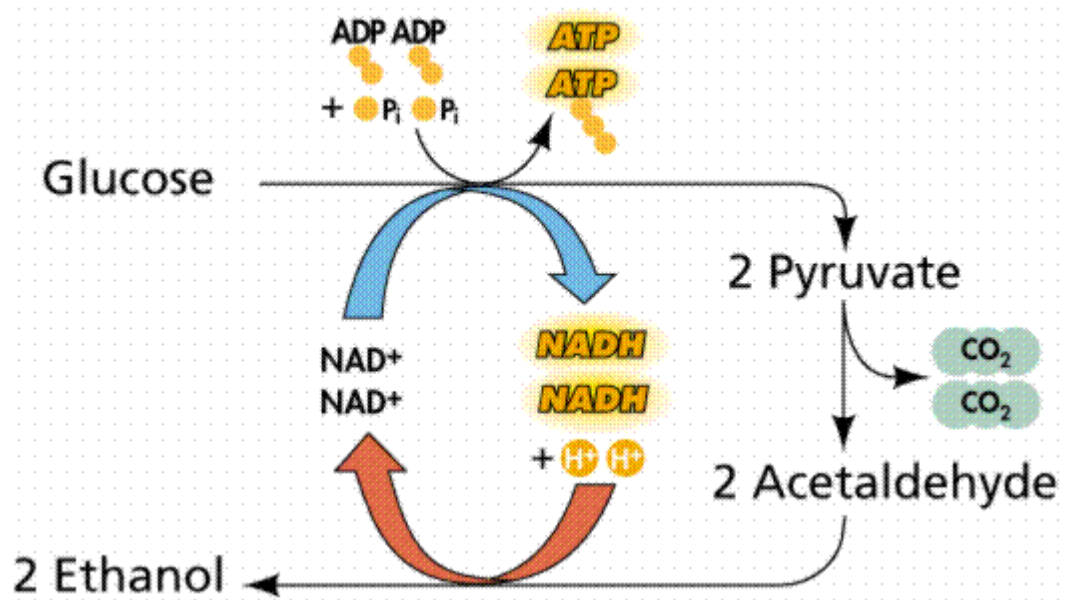 ADP ADP
ATP
ATP
+ Pi Pi
Glucose
2 Pyruvate
NAD+
NAD+
NADH
NADH
+ H+ H+
CO2
CO2
2 Acetaldehyde
2 Ethanol